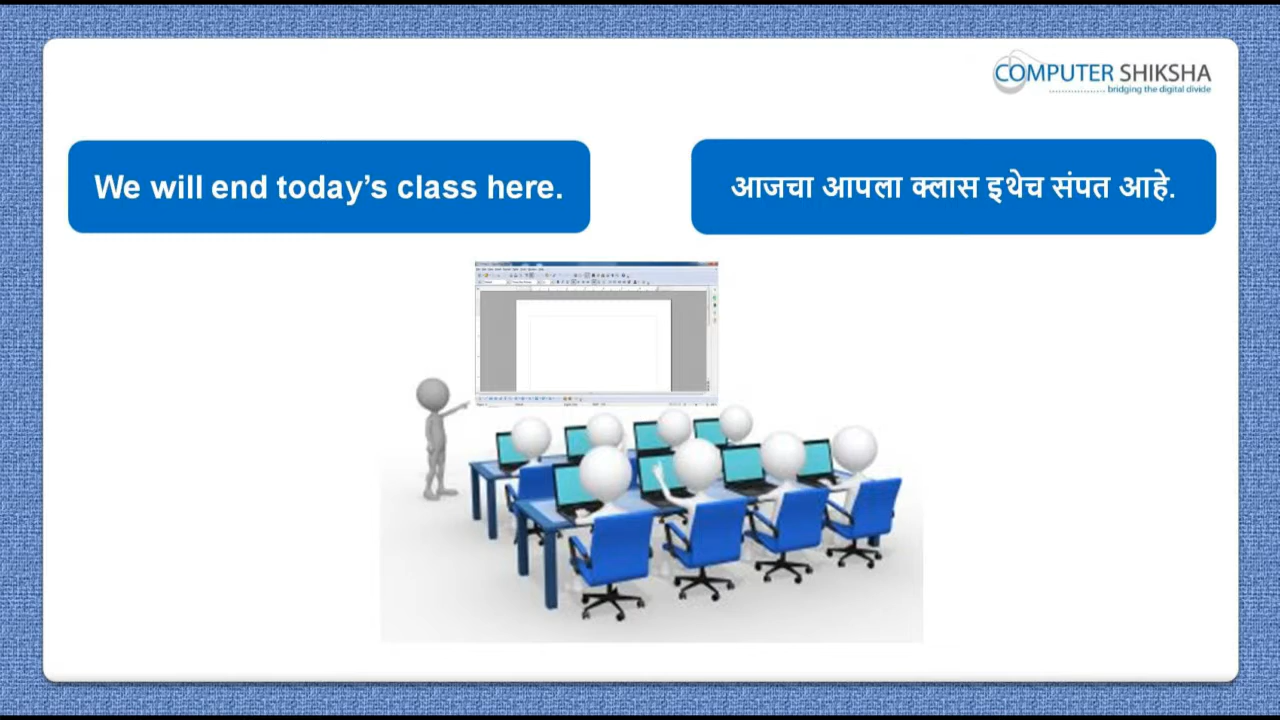 COMPUTER SHIKSHA
bridging the digital divide
We will end today’s class here.
आजचा आपला क्लास इथेच संपत आहे.